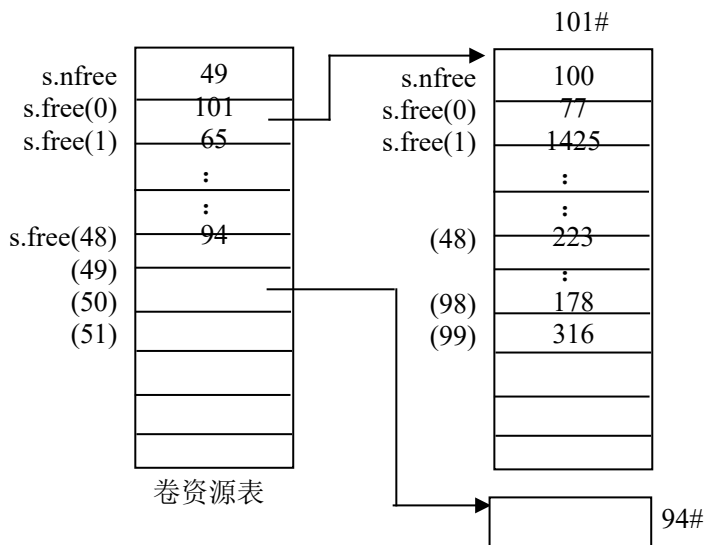 101#
s.nfree 49
s.free(0) 101
s.free(1) 65
:
:
s.free(48) 94
(49)
(50)
(51)
卷资源表
s.nfree 100
s.free(0) 77
s.free(1) 1425
:
:
(48) 223
:
(98) 178
(99) 316
94#